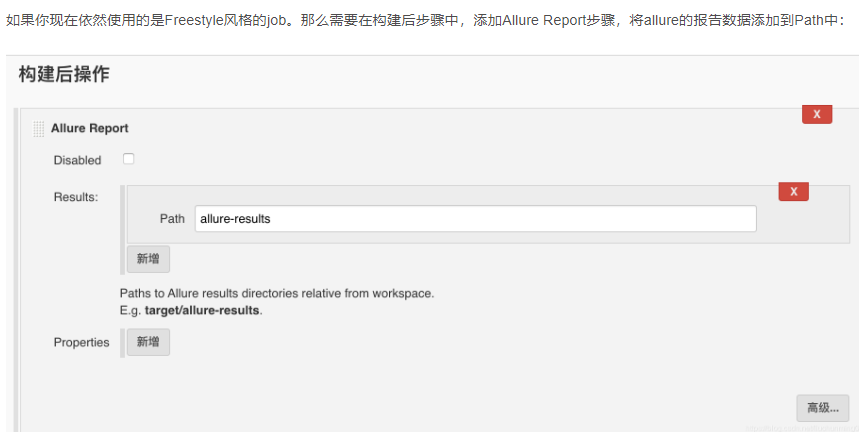 如果你现在依然使用的是Freestyle风格的job。那么需要在构建后步骤中，添加Allure Report步骤，将allure的报告数据添加到Path中：
构建后操作
X
Allure Report
Disabled
X
Results:
Path allure-results
新增
Paths to Allure results directories relative from workspace.
E.g. target/allure-results.
Properties 新增
高级...